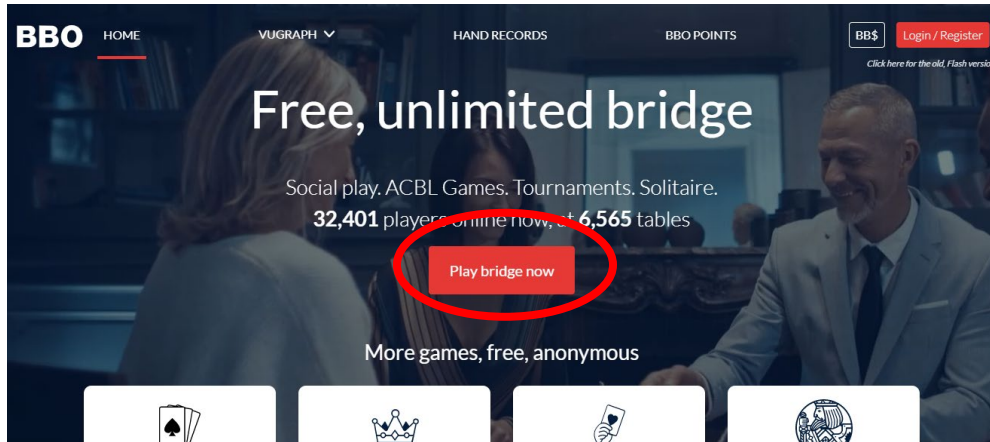 BBO HOME VUGRAPH HAND RECORDS BBO POINTS BB$ Login / Register
Click here for the old, Flash versio
Free, unlimited bridge
Social play. ACBL Games. Tournaments. Solitaire.
32,401 players online now, at 6,565 tables
Play bridge now
More games, free, anonymous